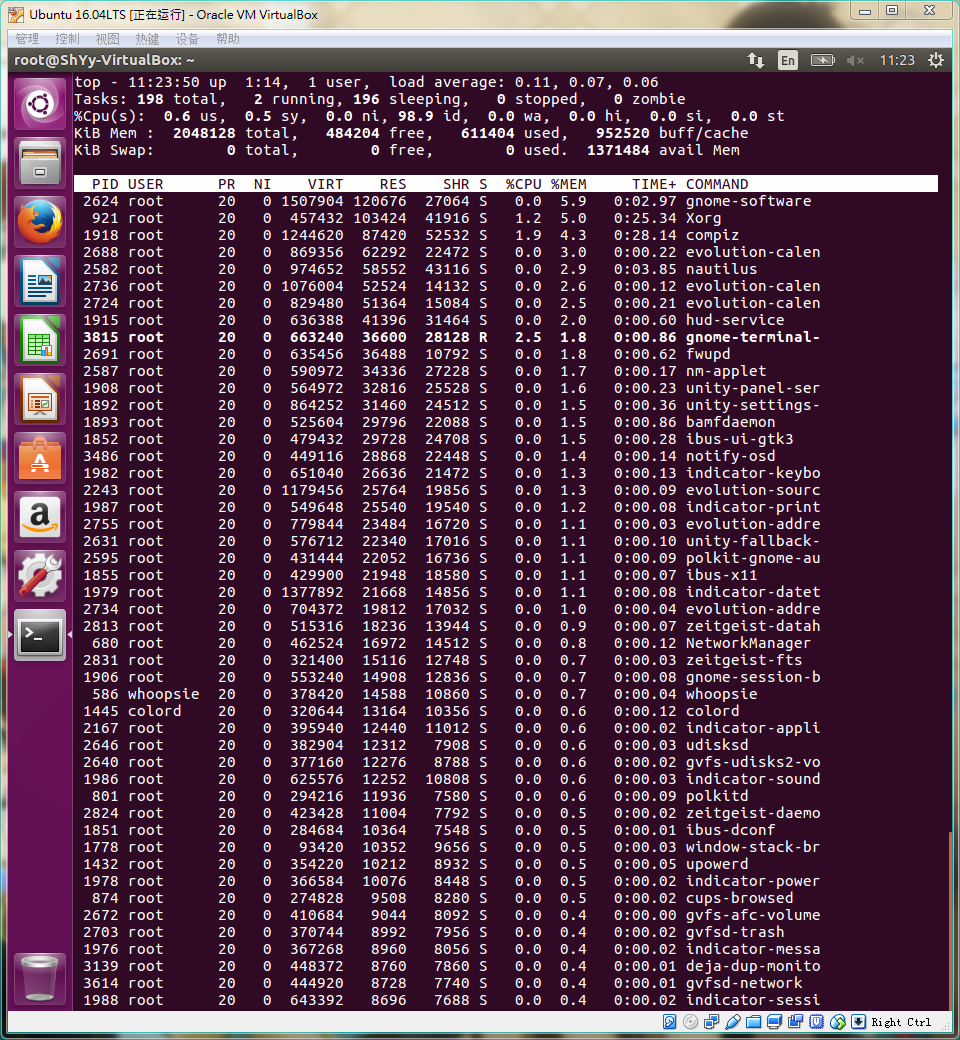 Ubuntu 16.04LTS [正在运行] - Oracle VM VirtualBox
管理 控制 视图 热键 设备 帮助
root@ShYy-VirtualBox: ~ En 11:23
top - 11:23:50 up  1:14,  1 user,  load average: 0.11, 0.07, 0.06
Tasks: 198 total,   2 running, 196 sleeping,   0 stopped,   0 zombie
%Cpu(s):  0.6 us,  0.5 sy,  0.0 ni, 98.9 id,  0.0 wa,  0.0 hi,  0.0 si,  0.0 st
KiB Mem :  2048128 total,   484204 free,   611404 used,   952520 buff/cache
KiB Swap:        0 total,        0 free,        0 used.  1371484 avail Mem
PID USER PR NI VIRT RES SHR S %CPU %MEM TIME+ COMMAND
2624 root 20 0 1507904 120676 27064 S 0.0 5.9 0:02.97 gnome-software
921 root 20 0 457432 103424 41916 S 1.2 5.0 0:25.34 Xorg
1918 root 20 0 1244620 87420 52532 S 1.9 4.3 0:28.14 compiz
2688 root 20 0 869356 62292 22472 S 0.0 3.0 0:00.22 evolution-calen
2582 root 20 0 974652 58552 43116 S 0.0 2.9 0:03.85 nautilus
2736 root 20 0 1076004 52524 14132 S 0.0 2.6 0:00.12 evolution-calen
2724 root 20 0 829480 51364 15084 S 0.0 2.5 0:00.21 evolution-calen
1915 root 20 0 636388 41396 31464 S 0.0 2.0 0:00.60 hud-service
3815 root 20 0 663240 36600 28128 R 2.5 1.8 0:00.86 gnome-terminal-
2691 root 20 0 635456 36488 10792 S 0.0 1.8 0:00.62 fwupd
2587 root 20 0 590972 34336 27228 S 0.0 1.7 0:00.17 nm-applet
1908 root 20 0 564972 32816 25528 S 0.0 1.6 0:00.23 unity-panel-ser
1892 root 20 0 864252 31460 24512 S 0.0 1.5 0:00.36 unity-settings-
1893 root 20 0 525604 29796 22088 S 0.0 1.5 0:00.86 bamfdaemon
1852 root 20 0 479432 29728 24708 S 0.0 1.5 0:00.28 ibus-ui-gtk3
3486 root 20 0 449116 28868 22448 S 0.0 1.4 0:00.14 notify-osd
1982 root 20 0 651040 26636 21472 S 0.0 1.3 0:00.13 indicator-keybo
2243 root 20 0 1179456 25764 19856 S 0.0 1.3 0:00.09 evolution-sourc
1987 root 20 0 549648 25540 19540 S 0.0 1.2 0:00.08 indicator-print
2755 root 20 0 779844 23484 16720 S 0.0 1.1 0:00.03 evolution-addre
2631 root 20 0 576712 22340 17016 S 0.0 1.1 0:00.10 unity-fallback-
2595 root 20 0 431444 22052 16736 S 0.0 1.1 0:00.09 polkit-gnome-au
1855 root 20 0 429900 21948 18580 S 0.0 1.1 0:00.07 ibus-x11
1979 root 20 0 1377892 21668 14856 S 0.0 1.1 0:00.08 indicator-datet
2734 root 20 0 704372 19812 17032 S 0.0 1.0 0:00.04 evolution-addre
2813 root 20 0 515316 18236 13944 S 0.0 0.9 0:00.07 zeitgeist-datah
680 root 20 0 462524 16972 14512 S 0.0 0.8 0:00.12 NetworkManager
2831 root 20 0 321400 15116 12748 S 0.0 0.7 0:00.03 zeitgeist-fts
1906 root 20 0 553240 14908 12836 S 0.0 0.7 0:00.08 gnome-session-b
586 whoopsie 20 0 378420 14588 10860 S 0.0 0.7 0:00.04 whoopsie
1445 colord 20 0 320644 13164 10356 S 0.0 0.6 0:00.12 colord
2167 root 20 0 395940 12440 11012 S 0.0 0.6 0:00.02 indicator-appli
2646 root 20 0 382904 12312 7908 S 0.0 0.6 0:00.03 udisksd
2640 root 20 0 377160 12276 8788 S 0.0 0.6 0:00.02 gvfs-udisks2-vo
1986 root 20 0 625576 12252 10808 S 0.0 0.6 0:00.03 indicator-sound
801 root 20 0 294216 11936 7580 S 0.0 0.6 0:00.09 polkitd
2824 root 20 0 423428 11004 7792 S 0.0 0.5 0:00.02 zeitgeist-daemo
1851 root 20 0 284684 10364 7548 S 0.0 0.5 0:00.01 ibus-dconf
1778 root 20 0 93420 10352 9656 S 0.0 0.5 0:00.03 window-stack-br
1432 root 20 0 354220 10212 8932 S 0.0 0.5 0:00.05 upowerd
1978 root 20 0 366584 10076 8448 S 0.0 0.5 0:00.02 indicator-power
874 root 20 0 274828 9508 8280 S 0.0 0.5 0:00.02 cups-browsed
2672 root 20 0 410684 9044 8092 S 0.0 0.4 0:00.00 gvfs-afc-volume
2703 root 20 0 370744 8992 7956 S 0.0 0.4 0:00.02 gvfsd-trash
1976 root 20 0 367268 8960 8056 S 0.0 0.4 0:00.02 indicator-messa
3139 root 20 0 448372 8760 7860 S 0.0 0.4 0:00.01 deja-dup-monito
3614 root 20 0 444920 8728 7740 S 0.0 0.4 0:00.01 gvfsd-network
1988 root 20 0 643392 8696 7688 S 0.0 0.4 0:00.02 indicator-sessi
Right Ctrl